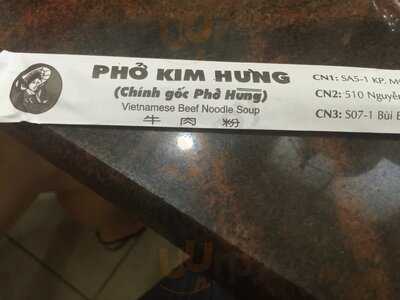 PHỞ KIM HƯNG
(Chính gốc Phở Hùng)
Vietnamese Beef Noodle Soup
牛 肉 粉
CN1: SA5-1 KP.
CN2: 510 Nguyễn
CN3: S07-1 Bùi